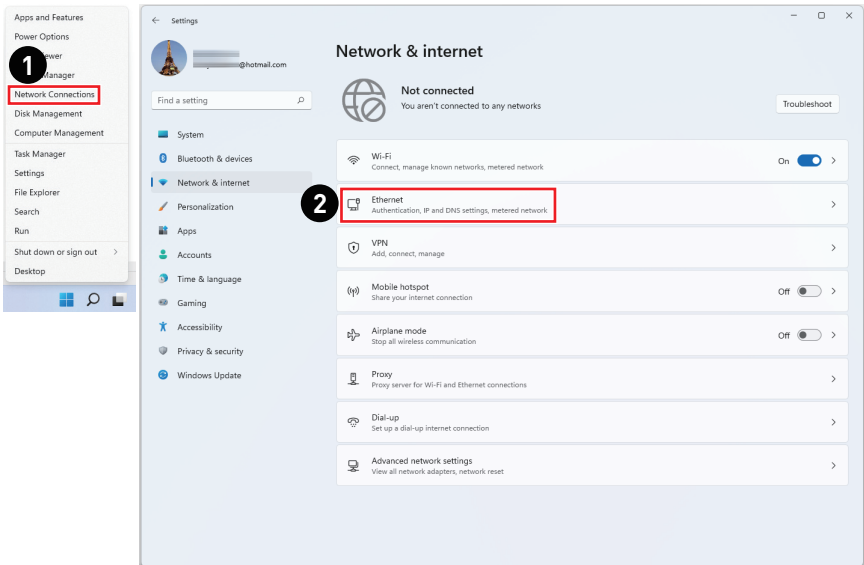 Apps and Features
Power Options
ewer
1
Manager
Network Connections
Disk Management
Computer Management
Task Manager
Settings
File Explorer
Search
Run
Shut down or sign out
Desktop
Settings
@hotmail.com
Find a setting
System
Bluetooth & devices
Network & internet
Personalization
Apps
Accounts
Time & language
Gaming
Accessibility
Privacy & security
Windows Update
Network & internet
Not connected
You aren't connected to any networks
Troubleshoot
Wi-Fi
Connect, manage known networks, metered network
On
2
Ethernet
Authentication, IP and DNS settings, metered network
VPN
Add, connect, manage
Mobile hotspot
Share your internet connection
Off
Airplane mode
Stop all wireless communication
Off
Proxy
Proxy server for Wi-Fi and Ethernet connections
Dial-up
Set up a dial-up internet connection
Advanced network settings
View all network adapters, network reset